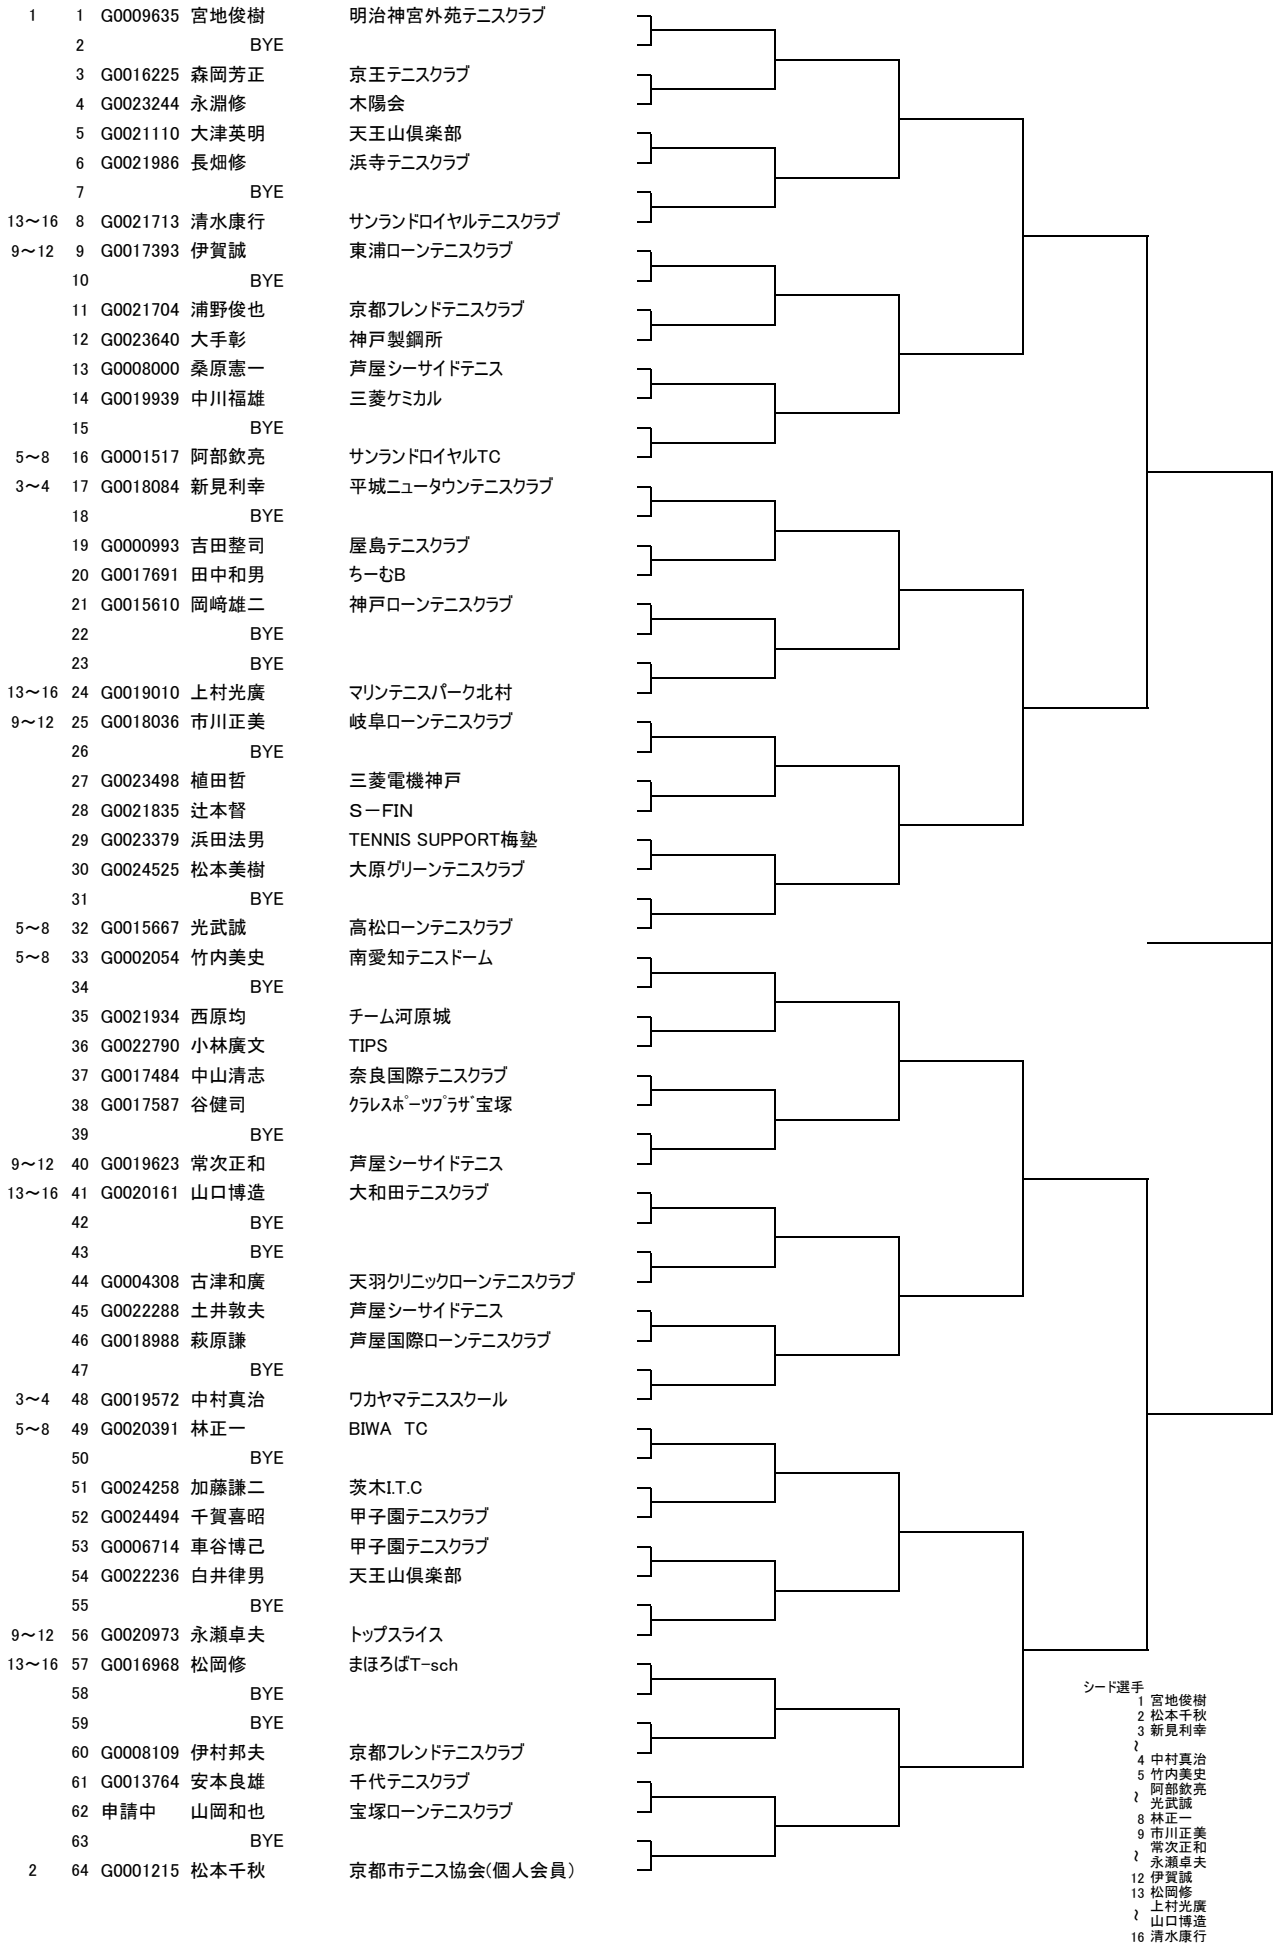 1 1 G0009635 宮地俊樹 明治神宮外苑テニスクラブ
2 BYE
3 G0016225 森岡芳正 京王テニスクラブ
4 G0023244 永淵修 木陽会
5 G0021110 大津英明 天王山倶楽部
6 G0021986 長畑修 浜寺テニスクラブ
7 BYE
13～16 8 G0021713 清水康行 サンランドロイヤルテニスクラブ
9～12 9 G0017393 伊賀誠 東浦ローンテニスクラブ
10 BYE
11 G0021704 浦野俊也 京都フレンドテニスクラブ
12 G0023640 大手彰 神戸製鋼所
13 G0008000 桑原憲一 芦屋シーサイドテニス
14 G0019939 中川福雄 三菱ケミカル
15 BYE
5～8 16 G0001517 阿部欽亮 サンランドロイヤルTC
3～4 17 G0018084 新見利幸 平城ニュータウンテニスクラブ
18 BYE
19 G0000993 吉田整司 屋島テニスクラブ
20 G0017691 田中和男 ちーむB
21 G0015610 岡﨑雄二 神戸ローンテニスクラブ
22 BYE
23 BYE
13～16 24 G0019010 上村光廣 マリンテニスパーク北村
9～12 25 G0018036 市川正美 岐阜ローンテニスクラブ
26 BYE
27 G0023498 植田哲 三菱電機神戸
28 G0021835 辻本督 S－FIN
29 G0023379 浜田法男 TENNIS SUPPORT梅塾
30 G0024525 松本美樹 大原グリーンテニスクラブ
31 BYE
5～8 32 G0015667 光武誠 高松ローンテニスクラブ
5～8 33 G0002054 竹内美史 南愛知テニスドーム
34 BYE
35 G0021934 西原均 チーム河原城
36 G0022790 小林廣文 TIPS
37 G0017484 中山清志 奈良国際テニスクラブ
38 G0017587 谷健司 ｸﾗﾚｽﾎﾟｰﾂﾌﾟﾗｻﾞ宝塚
39 BYE
9～12 40 G0019623 常次正和 芦屋シーサイドテニス
13～16 41 G0020161 山口博造 大和田テニスクラブ
42 BYE
43 BYE
44 G0004308 古津和廣 天羽クリニックローンテニスクラブ
45 G0022288 土井敦夫 芦屋シーサイドテニス
46 G0018988 萩原謙 芦屋国際ローンテニスクラブ
47 BYE
3～4 48 G0019572 中村真治 ワカヤマテニススクール
5～8 49 G0020391 林正一 BIWA TC
50 BYE
51 G0024258 加藤謙二 茨木I.T.C
52 G0024494 千賀喜昭 甲子園テニスクラブ
53 G0006714 車谷博己 甲子園テニスクラブ
54 G0022236 白井律男 天王山倶楽部
55 BYE
9～12 56 G0020973 永瀬卓夫 トップスライス
13～16 57 G0016968 松岡修 まほろばT-sch
58 BYE
59 BYE
60 G0008109 伊村邦夫 京都フレンドテニスクラブ
61 G0013764 安本良雄 千代テニスクラブ
62 申請中 山岡和也 宝塚ローンテニスクラブ
63 BYE
2 64 G0001215 松本千秋 京都市テニス協会(個人会員)
シード選手
1 宮地俊樹
2 松本千秋
3 新見利幸
～
4 中村真治
5 竹内美史
阿部欽亮
～
光武誠
8 林正一
9 市川正美
常次正和
～
永瀬卓夫
12 伊賀誠
13 松岡修
上村光廣
～
山口博造
16 清水康行